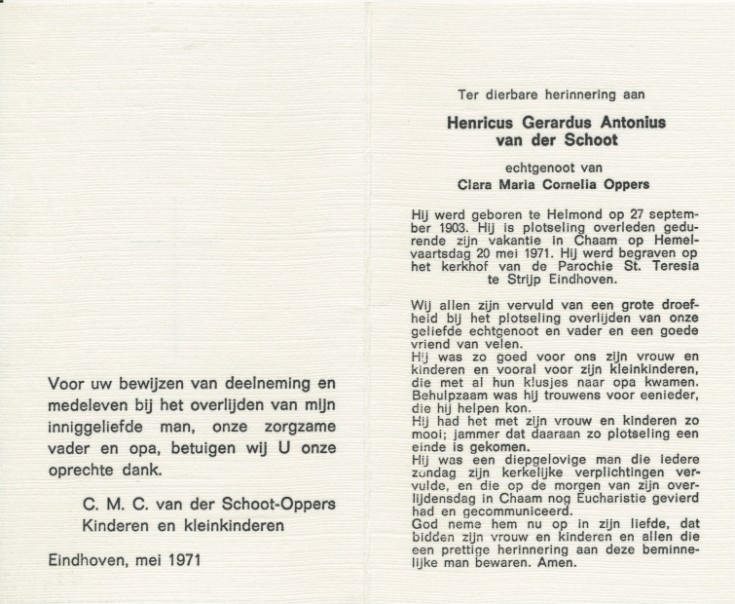 Voor uw bewijzen van deelneming en
medeleven bij het overlijden van mijn
inniggeliefde man, onze zorgzame
vader en opa, betuigen wij U onze
oprechte dank.
C. M. C. van der Schoot-Oppers
Kinderen en kleinkinderen
Eindhoven, mei 1971
Ter dierbare herinnering aan
Henricus Gerardus Antonius
van der Schoot
echtgenoot van
Clara Maria Cornelia Oppers
Hij werd geboren te Helmond op 27 septem-
ber 1903. Hij is plotseling overleden gedu-
rende zijn vakantie in Chaam op Hemel-
vaartsdag 20 mei 1971. Hij werd begraven op
het kerkhof van de Parochie St. Teresia
te Strijp Eindhoven.
Wij allen zijn vervuld van een grote droef-
heid bij het plotseling overlijden van onze
geliefde echtgenoot en vader en een goede
vriend van velen.
Hij was zo goed voor ons zijn vrouw en
kinderen en vooral voor zijn kleinkinderen,
die met al hun klusjes naar opa kwamen.
Behulpzaam was hij trouwens voor eenieder,
die hij helpen kon.
Hij had het met zijn vrouw en kinderen zo
mooi; jammer dat daaraan zo plotseling een
einde is gekomen.
Hij was een diepgelovige man die iedere
zondag zijn kerkelijke verplichtingen ver-
vulde, en die op de morgen van zijn over-
lijdensdag in Chaam nog Eucharistie gevierd
had en gecommuniceerd.
God neme hem nu op in zijn liefde, dat
bidden zijn vrouw en kinderen en allen die
een prettige herinnering aan deze beminne-
lijke man bewaren. Amen.